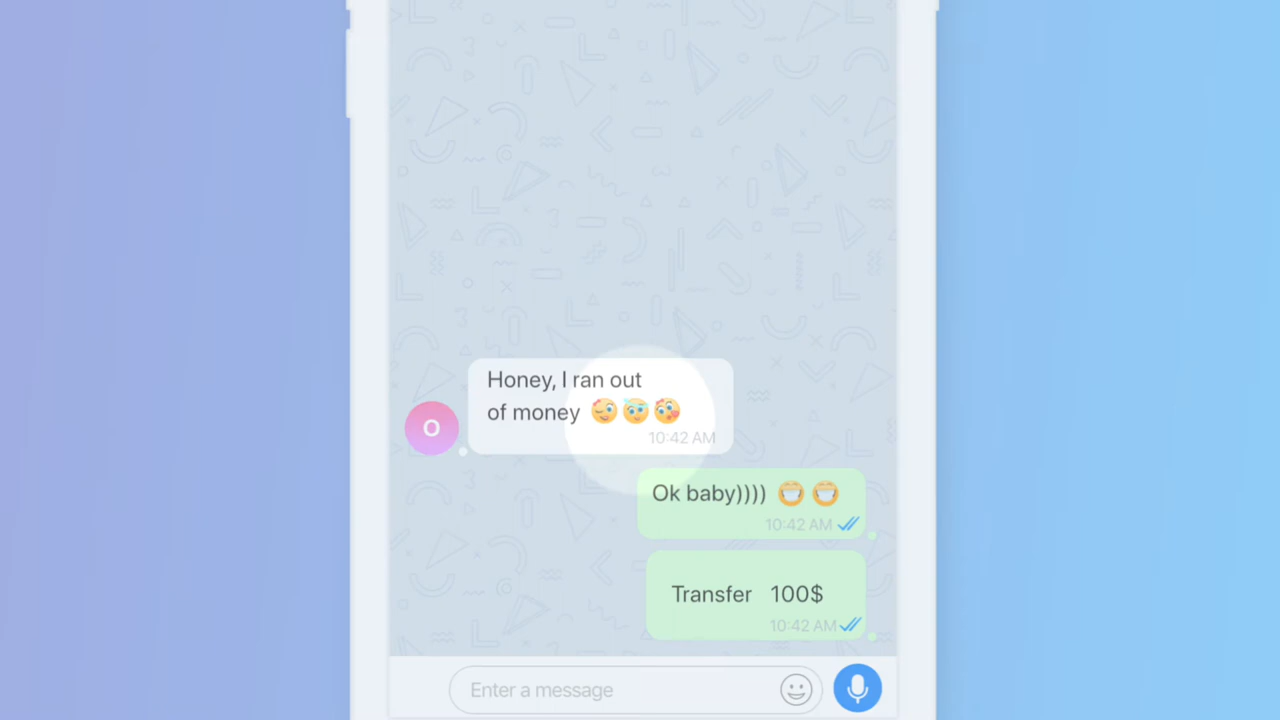 Honey, I ran out
of money 
10:42 AM
O
Ok baby))))
10:42 AM
Transfer 100$
10:42 AM
Enter a message